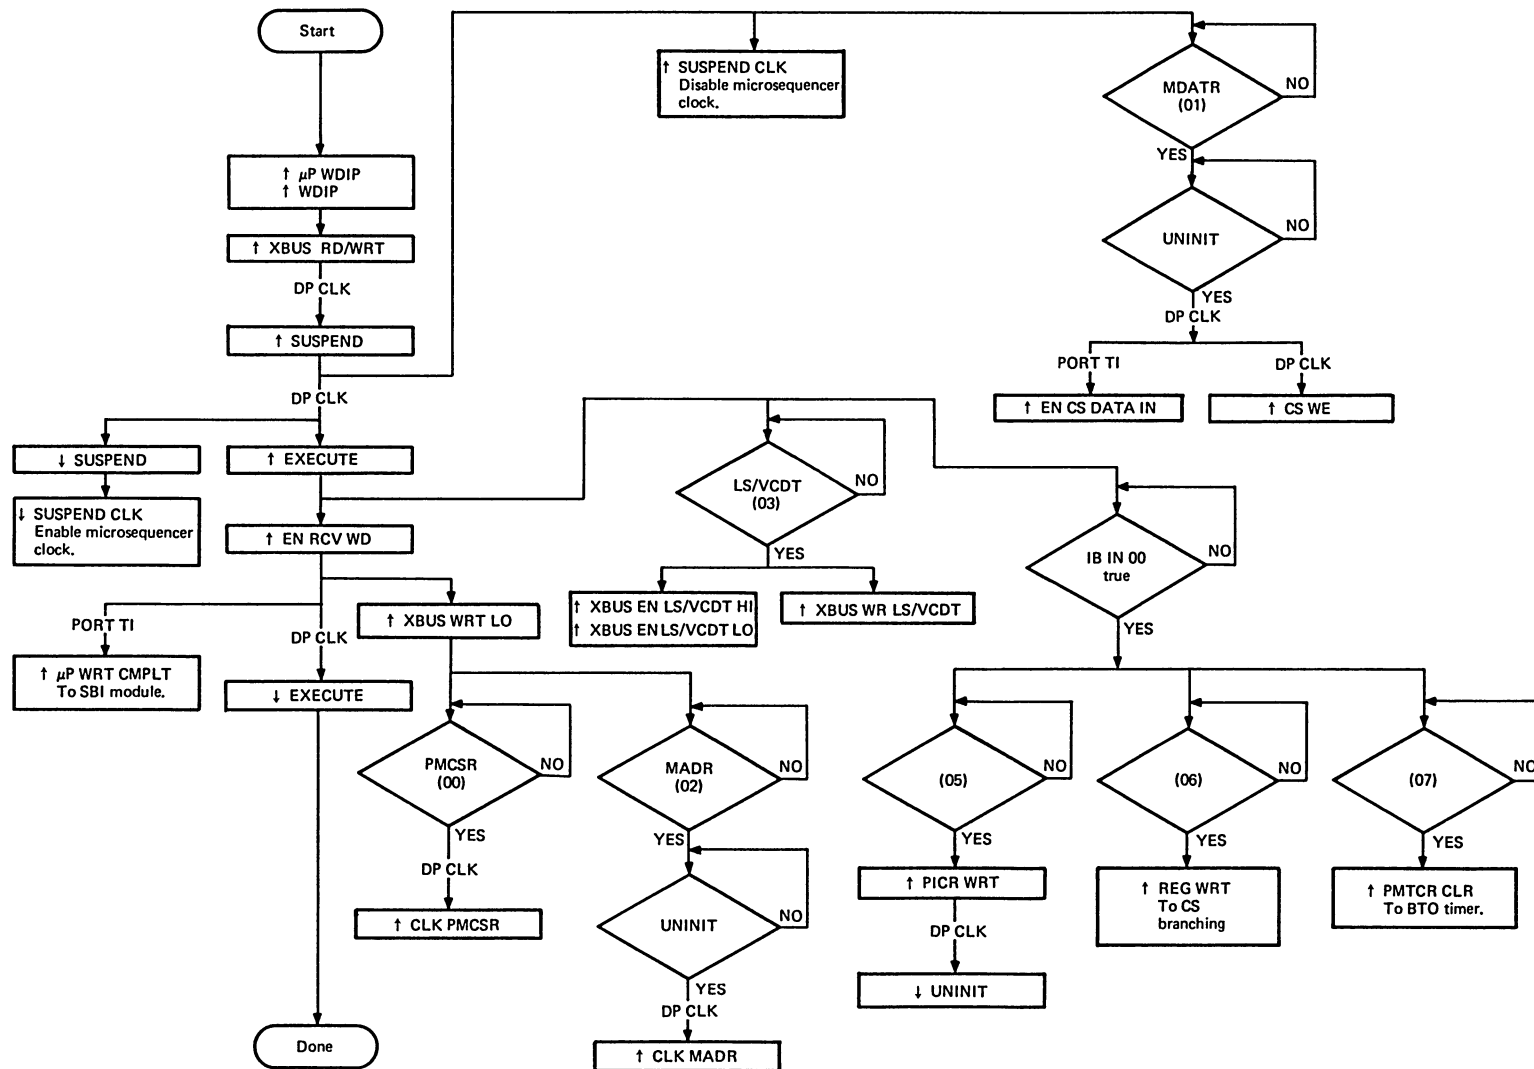 Start
↑ SUSPEND CLK
Disable microsequencer
clock.
MDATR
(01)
NO
YES
↑ μP WDIP
↑ WDIP
UNINIT
NO
YES
↑ XBUS RD/WRT
DP CLK
DP CLK
↑ SUSPEND
PORT TI
DP CLK
↑ EN CS DATA IN
↑ CS WE
DP CLK
↓ SUSPEND
↑ EXECUTE
LS/VCDT
(03)
NO
YES
↓ SUSPEND CLK
Enable microsequencer
clock.
↑ EN RCV WD
IB IN 00
true
NO
YES
↑ XBUS EN LS/VCDT HI
↑ XBUS EN LS/VCDT LO
↑ XBUS WR LS/VCDT
PORT TI
DP CLK
↑ XBUS WRT LO
↑ μP WRT CMPLT
To SBI module.
↓ EXECUTE
PMCSR
(00)
NO
YES
MADR
(02)
NO
YES
(05)
NO
YES
(06)
NO
YES
(07)
NO
YES
DP CLK
↑ CLK PMCSR
UNINIT
NO
YES
↑ PICR WRT
DP CLK
↓ UNINIT
↑ REG WRT
To CS
branching
↑ PMTCR CLR
To BTO timer.
DP CLK
↑ CLK MADR
Done